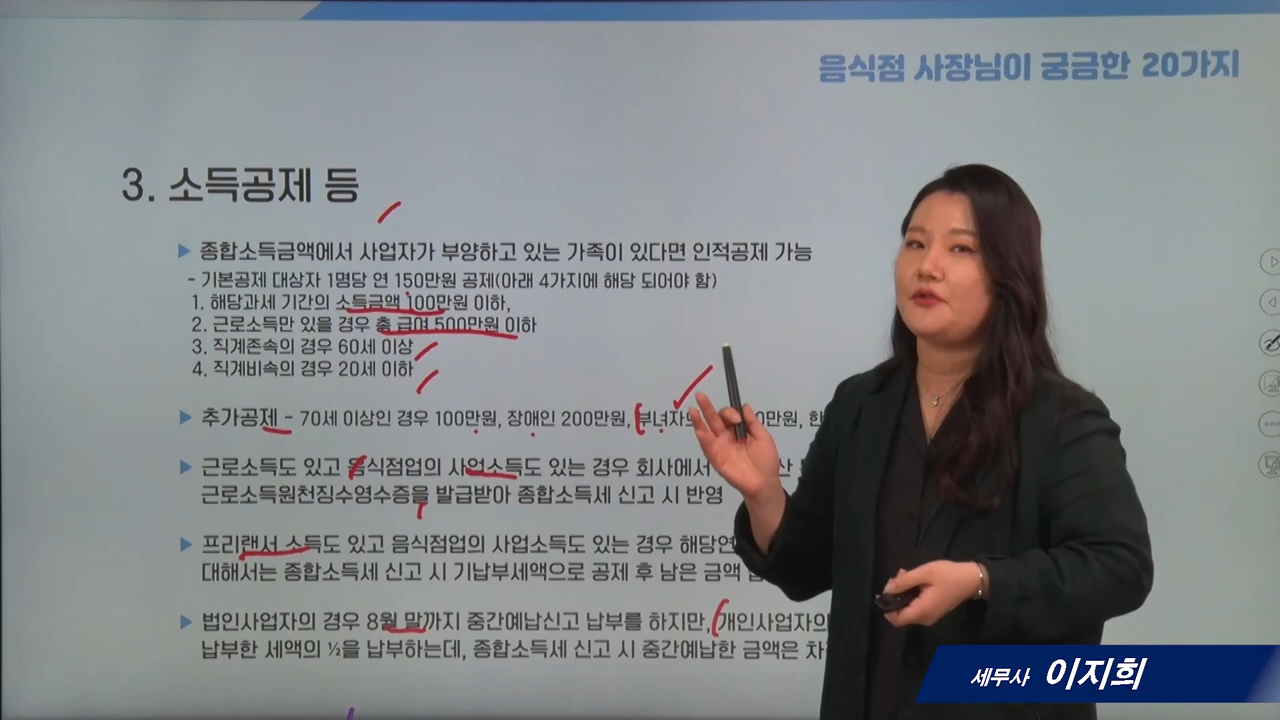 음식점 사장님이 궁금한 20가지
3. 소득공제 등
▶ 종합소득금액에서 사업자가 부양하고 있는 가족이 있다면 인적공제 가능
- 기본공제 대상자 1명당 연 150만원 공제(아래 4가지에 해당 되어야 함)
1. 해당과세 기간의 소득금액 100만원 이하,
2. 근로소득만 있을 경우 총 급여 500만원 이하
3. 직계존속의 경우 60세 이상
4. 직계비속의 경우 20세 이하
▶ 추가공제 - 70세 이상인 경우 100만원, 장애인 200만원, 부녀자의 0만원, 한
▶ 근로소득도 있고 음식점업의 사업소득도 있는 경우 회사에서
근로소득원천징수영수증을 발급받아 종합소득세 신고 시 반영
▶ 프리랜서 소득도 있고 음식점업의 사업소득도 있는 경우 해당연
대해서는 종합소득세 신고 시 기납부세액으로 공제 후 남은 금액
▶ 법인사업자의 경우 8월 말까지 중간예납신고 납부를 하지만, 개인사업자의
납부한 세액의 ½을 납부하는데, 종합소득세 신고 시 중간예납한 금액은 차
세무사 이지희